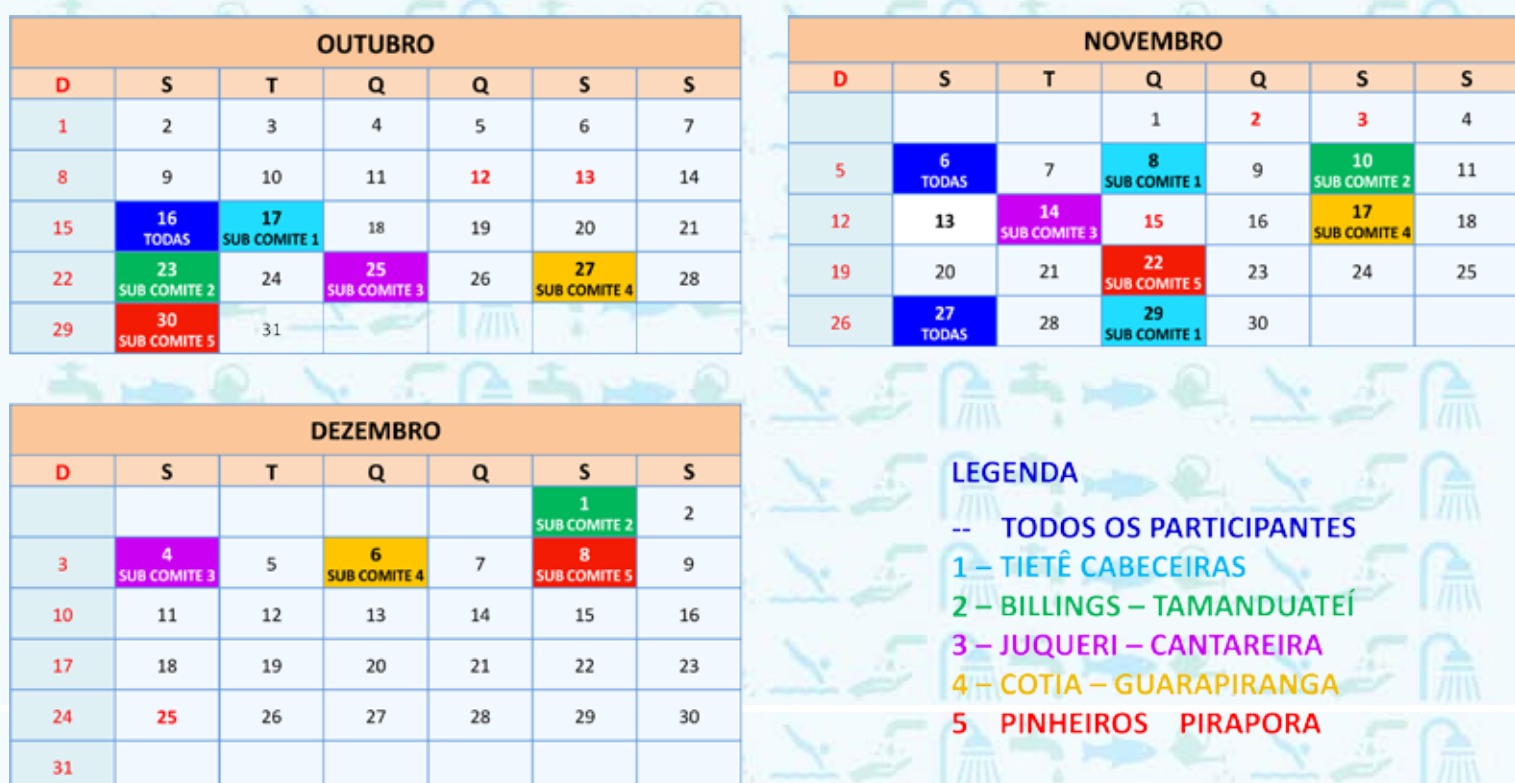 OUTUBRO
D S T Q Q S S
1 2 3 4 5 6 7
8 9 10 11 12 13 14
15 16 TODAS 17 SUB COMITE 1 18 19 20 21
22 23 SUB COMITE 2 24 25 SUB COMITE 3 26 27 SUB COMITE 4 28
29 30 SUB COMITE 5 31
NOVEMBRO
D S T Q Q S S
1 2 3 4
5 6 TODAS 7 8 SUB COMITE 1 9 10 SUB COMITE 2 11
12 13 14 SUB COMITE 3 15 16 17 SUB COMITE 4 18
19 20 21 22 SUB COMITE 5 23 24 25
26 27 TODAS 28 29 SUB COMITE 1 30
DEZEMBRO
D S T Q Q S S
1 SUB COMITE 2 2
3 4 SUB COMITE 3 5 6 SUB COMITE 4 7 8 SUB COMITE 5 9
10 11 12 13 14 15 16
17 18 19 20 21 22 23
24 25 26 27 28 29 30
31
LEGENDA
-- TODOS OS PARTICIPANTES
1 – TIETÊ CABECEIRAS
2 – BILLINGS – TAMANDUATEÍ
3 – JUQUERI – CANTAREIRA
4 – COTIA – GUARAPIRANGA
5 PINHEIROS PIRAPORA